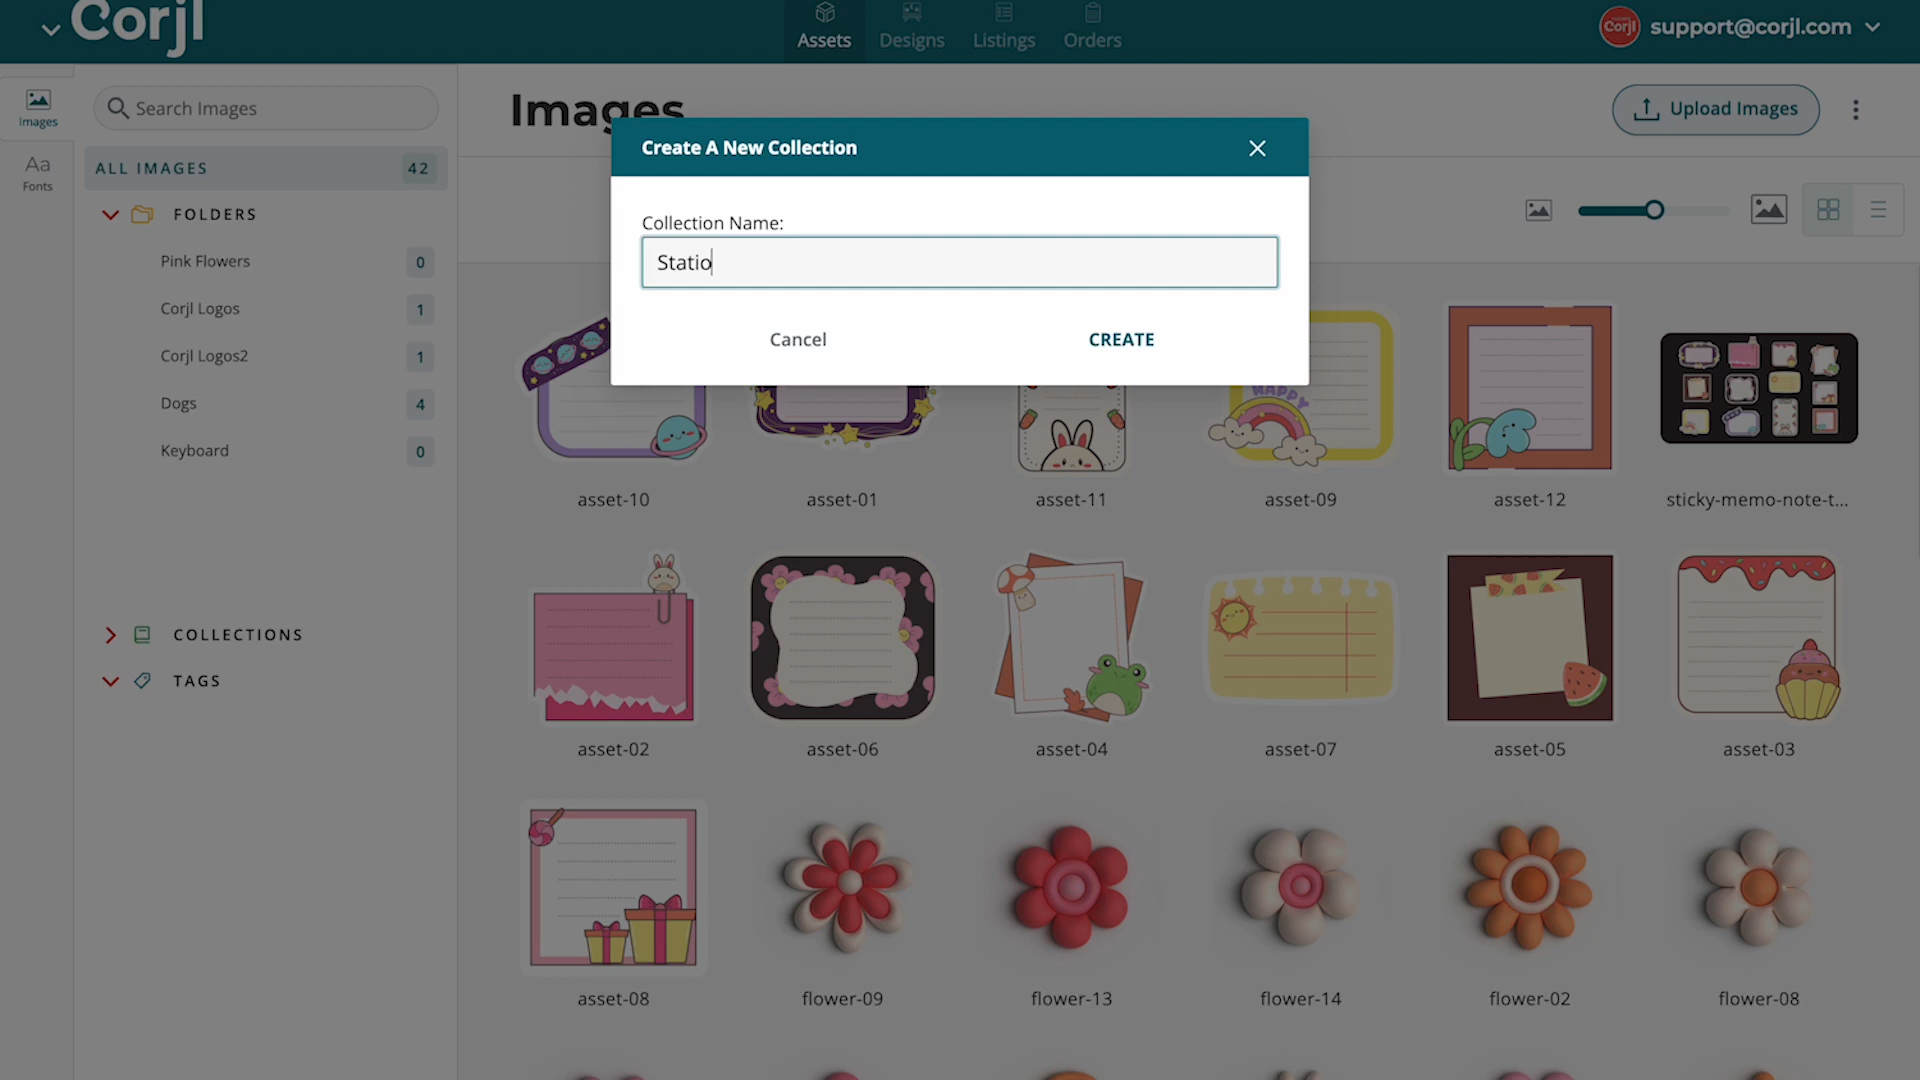 Corjl
Assets
Designs
Listings
Orders
Corjl
support@corjl.com
Images
Aa
Fonts
Search Images
ALL IMAGES 42
FOLDERS
Pink Flowers 0
Corjl Logos 1
Corjl Logos2 1
Dogs 4
Keyboard 0
COLLECTIONS
TAGS
Images
Upload Images
Create A New Collection
Collection Name:
Statio
Cancel
CREATE
HAPPY
asset-10
asset-01
asset-11
asset-09
asset-12
sticky-memo-note-t...
asset-02
asset-06
asset-04
asset-07
asset-05
asset-03
asset-08
flower-09
flower-13
flower-14
flower-02
flower-08